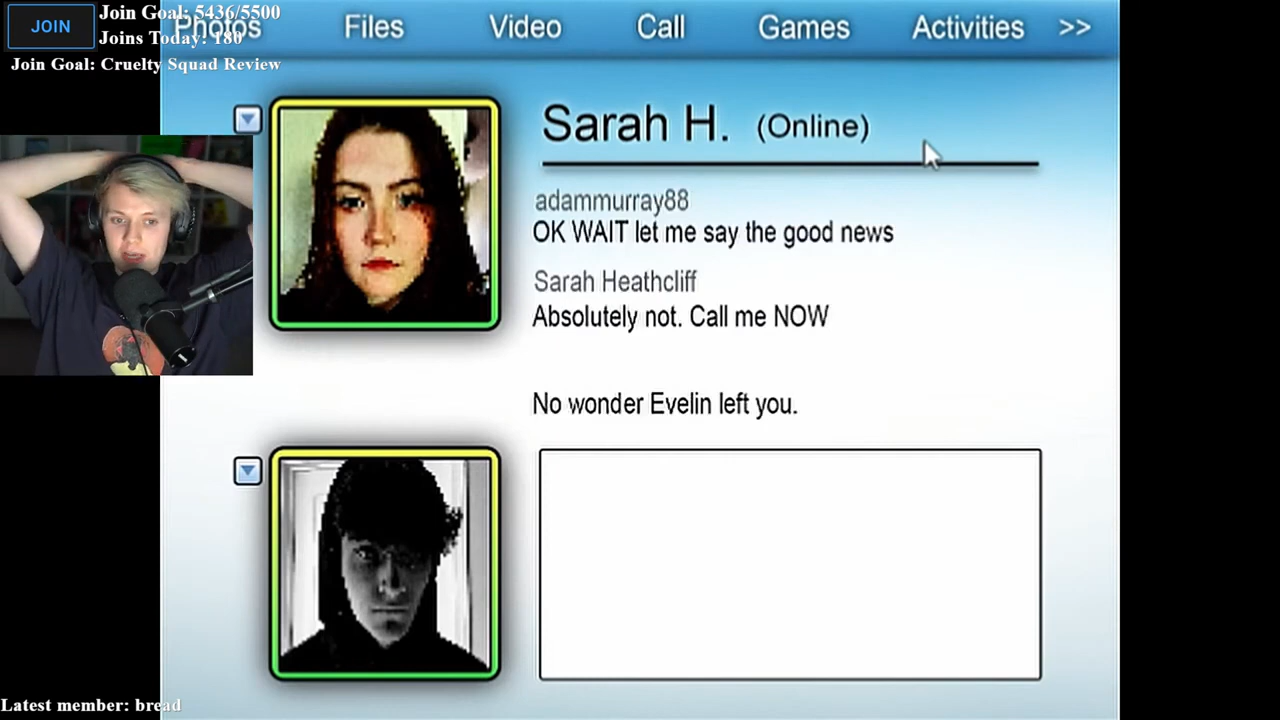 JOIN
Join Goal: 5436/5500
Joins Today: 180
Join Goal: Cruelty Squad Review
Photos Files Video Call Games Activities >>
Sarah H. (Online)
adammurray88
OK WAIT let me say the good news
Sarah Heathcliff
Absolutely not. Call me NOW
No wonder Evelin left you.
Latest member: bread